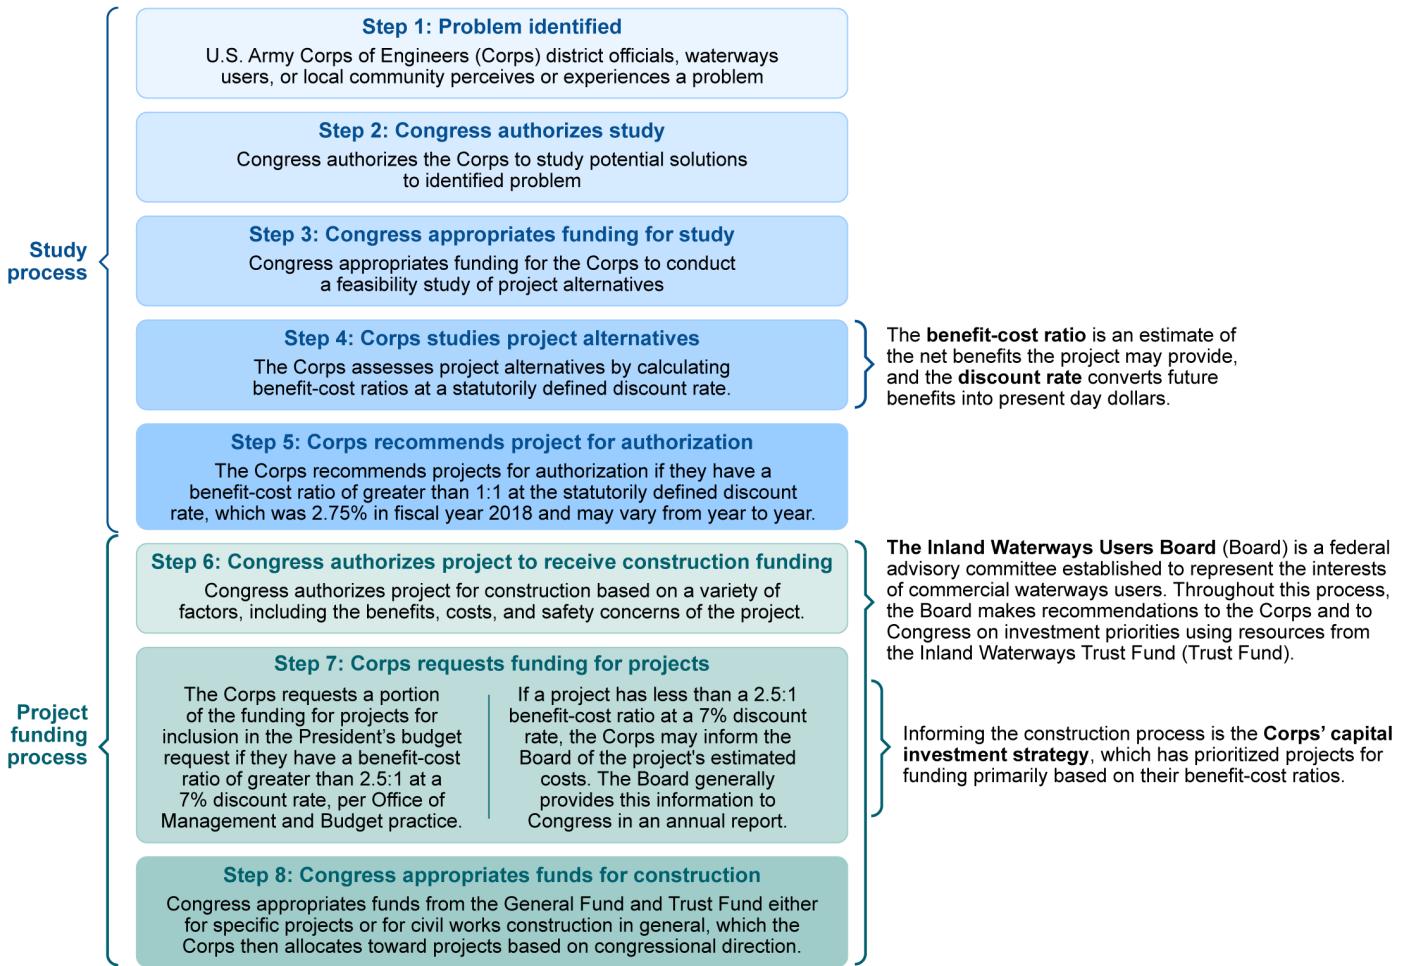 Study
process
Step 1: Problem identified
U.S. Army Corps of Engineers (Corps) district officials, waterways
users, or local community perceives or experiences a problem
Step 2: Congress authorizes study
Congress authorizes the Corps to study potential solutions
to identified problem
Step 3: Congress appropriates funding for study
Congress appropriates funding for the Corps to conduct
a feasibility study of project alternatives
Step 4: Corps studies project alternatives
The Corps assesses project alternatives by calculating
benefit-cost ratios at a statutorily defined discount rate.
The benefit-cost ratio is an estimate of
the net benefits the project may provide,
and the discount rate converts future
benefits into present day dollars.
Step 5: Corps recommends project for authorization
The Corps recommends projects for authorization if they have a
benefit-cost ratio of greater than 1:1 at the statutorily defined discount
rate, which was 2.75% in fiscal year 2018 and may vary from year to year.
Project
funding
process
Step 6: Congress authorizes project to receive construction funding
Congress authorizes project for construction based on a variety of
factors, including the benefits, costs, and safety concerns of the project.
The Inland Waterways Users Board (Board) is a federal
advisory committee established to represent the interests
of commercial waterways users. Throughout this process,
the Board makes recommendations to the Corps and to
Congress on investment priorities using resources from
the Inland Waterways Trust Fund (Trust Fund).
Step 7: Corps requests funding for projects
The Corps requests a portion
of the funding for projects for
inclusion in the President’s budget
request if they have a benefit-cost
ratio of greater than 2.5:1 at a
7% discount rate, per Office of
Management and Budget practice.
If a project has less than a 2.5:1
benefit-cost ratio at a 7% discount
rate, the Corps may inform the
Board of the project's estimated
costs. The Board generally
provides this information to
Congress in an annual report.
Informing the construction process is the Corps’ capital
investment strategy, which has prioritized projects for
funding primarily based on their benefit-cost ratios.
Step 8: Congress appropriates funds for construction
Congress appropriates funds from the General Fund and Trust Fund either
for specific projects or for civil works construction in general, which the
Corps then allocates toward projects based on congressional direction.